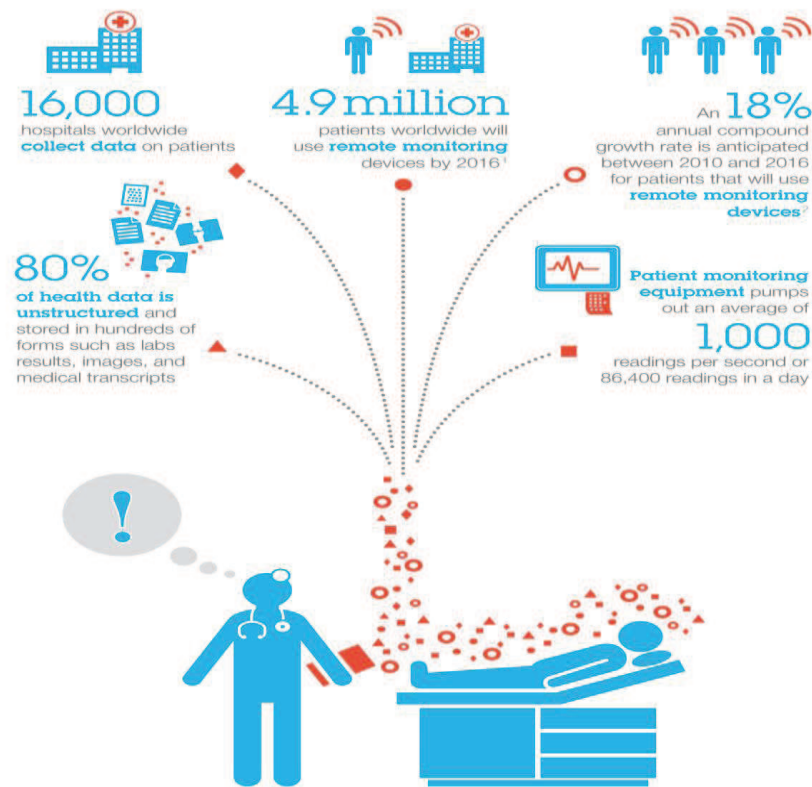 16,000
hospitals worldwide
collect data on patients
4.9 million
patients worldwide will
use remote monitoring
devices by 2016¹
An 18%
annual compound
growth rate is anticipated
between 2010 and 2016
for patients that will use
remote monitoring
devices²
80%
of health data is
unstructured and
stored in hundreds of
forms such as labs
results, images, and
medical transcripts
Patient monitoring
equipment pumps
out an average of
1,000
readings per second or
86,400 readings in a day
!